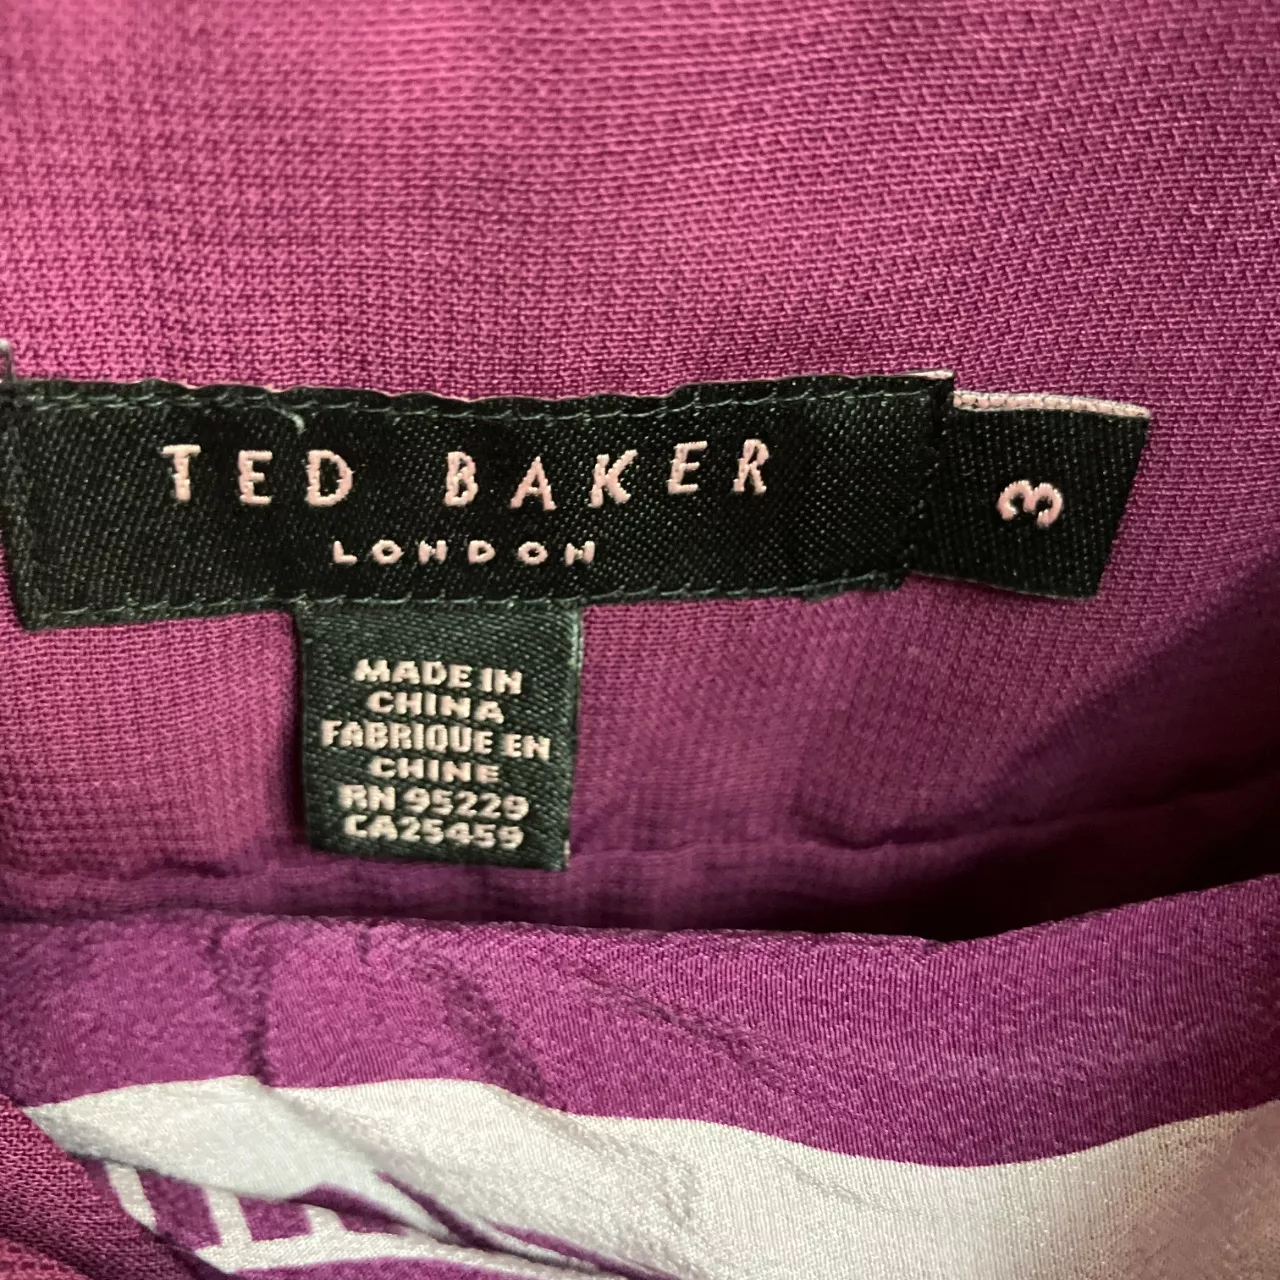 TED BAKER
LONDON
3
MADE IN
CHINA
FABRIQUE EN
CHINE
RN 95229
CA25459